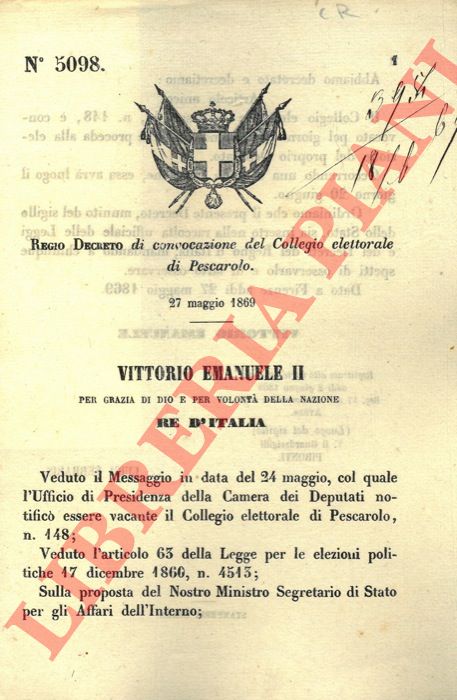 CR
N° 5098.
1
REGIO DECRETO di convocazione del Collegio elettorale
di Pescarolo.
27 maggio 1869
VITTORIO EMANUELE II
PER GRAZIA DI DIO E PER VOLONTÀ DELLA NAZIONE
RE D'ITALIA
Veduto il Messaggio in data del 24 maggio, col quale
l'Ufficio di Presidenza della Camera dei Deputati no-
tificò essere vacante il Collegio elettorale di Pescarolo,
n. 148;
Veduto l'articolo 63 della Legge per le elezioni poli-
tiche 17 dicembre 1860, n. 4513;
Sulla proposta del Nostro Ministro Segretario di Stato
per gli Affari dell'Interno;
LIBRERIA PIANI